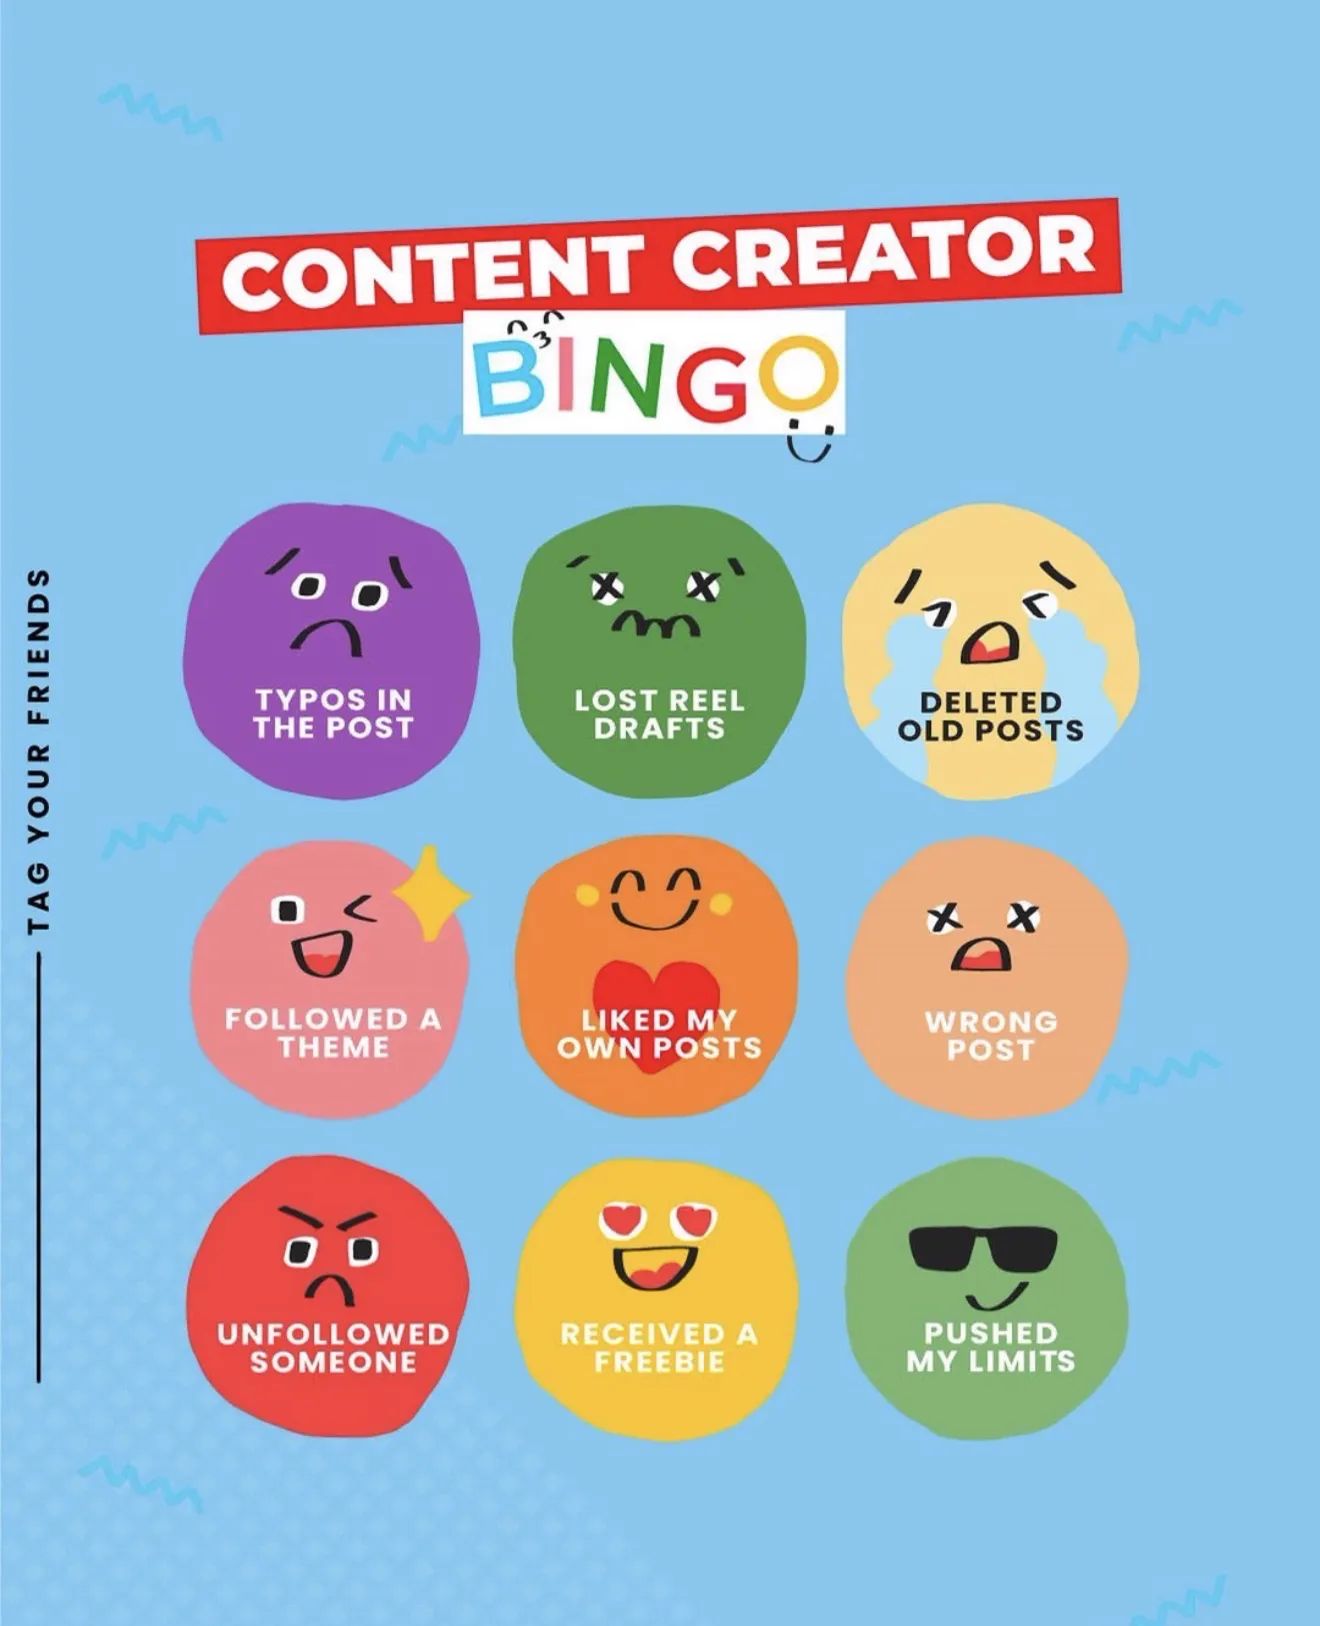 CONTENT CREATOR
BINGO
TAG YOUR FRIENDS
TYPOS IN
THE POST
LOST REEL
DRAFTS
DELETED
OLD POSTS
FOLLOWED A
THEME
LIKED MY
OWN POSTS
WRONG
POST
UNFOLLOWED
SOMEONE
RECEIVED A
FREEBIE
PUSHED
MY LIMITS